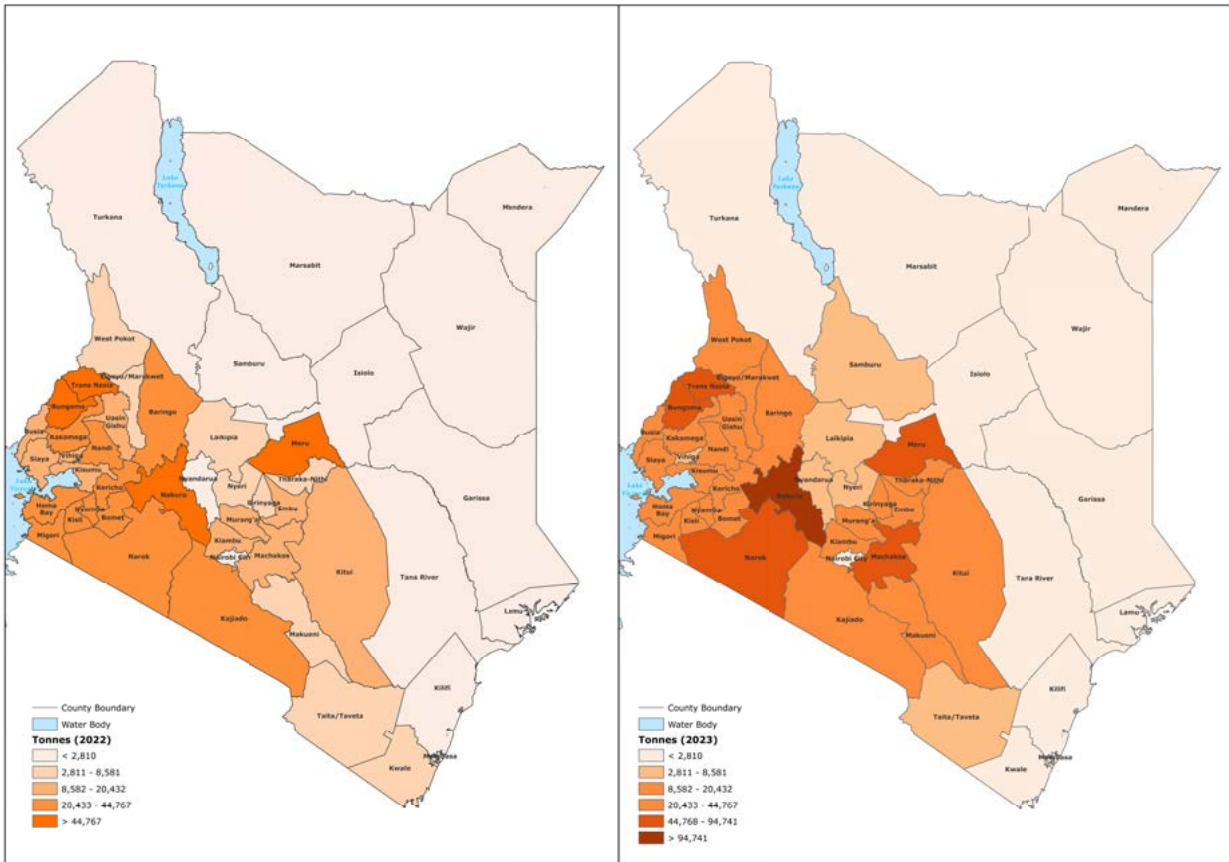 Lake
Turkana
Turkana
Mandera
Marsabit
Wajir
West Pokot
Samburu
Isiolo
Elgeyo/Marakwet
Trans Nzoia
Bungoma
Baringo
Uasin
Gishu
Busia
Kakamega
Nandi
Laikipia
Meru
Siaya
Vihiga
Kisumu
Nyandarua
Nyeri
Tharaka-Nithi
Garissa
Lake
Kericho
Nakuru
Kirinyaga
Embu
Homa
Bay
Kisii
Nyamira
Bomet
Murang'a
Kiambu
Migori
Narok
Nairobi City
Machakos
Kitui
Tana River
Kajiado
Makueni
Lamu
Kilifi
Taita/Taveta
Kwale
Mombasa
County Boundary
Water Body
Tonnes (2022)
< 2,810
2,811 - 8,581
8,582 - 20,432
20,433 - 44,767
> 44,767
Lake
Turkana
Turkana
Mandera
Marsabit
Wajir
West Pokot
Samburu
Isiolo
Elgeyo/Marakwet
Trans Nzoia
Bungoma
Baringo
Uasin
Gishu
Busia
Kakamega
Nandi
Laikipia
Meru
Siaya
Vihiga
Kisumu
Nyandarua
Nyeri
Tharaka-Nithi
Garissa
Lake
Kericho
Nakuru
Kirinyaga
Embu
Homa
Bay
Kisii
Nyamira
Bomet
Murang'a
Kiambu
Migori
Narok
Nairobi City
Machakos
Kitui
Tara River
Kajiado
Makueni
Lamu
Kilifi
Taita/Taveta
Kwale
Mombasa
County Boundary
Water Body
Tonnes (2023)
< 2,810
2,811 - 8,581
8,582 - 20,432
20,433 - 44,767
44,768 - 94,741
> 94,741